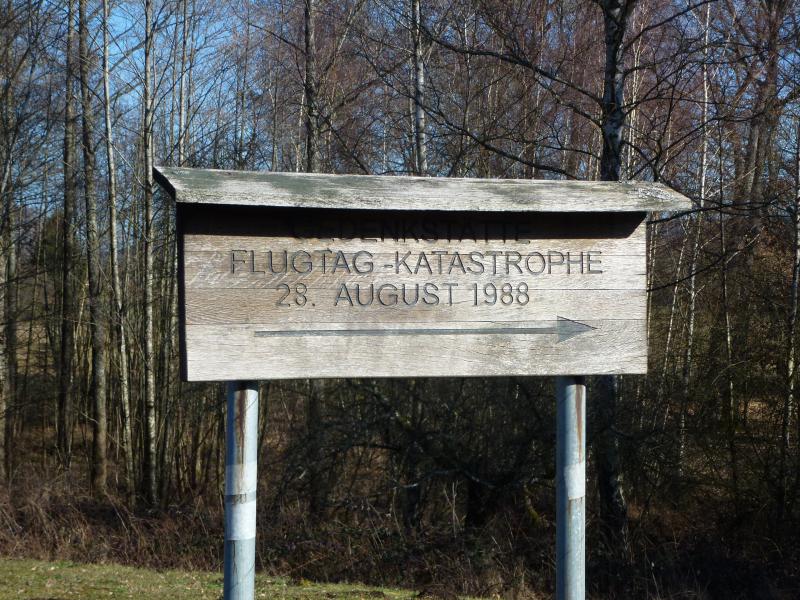 GEDENKSTÄTTE
FLUGTAG-KATASTROPHE
28. AUGUST 1988